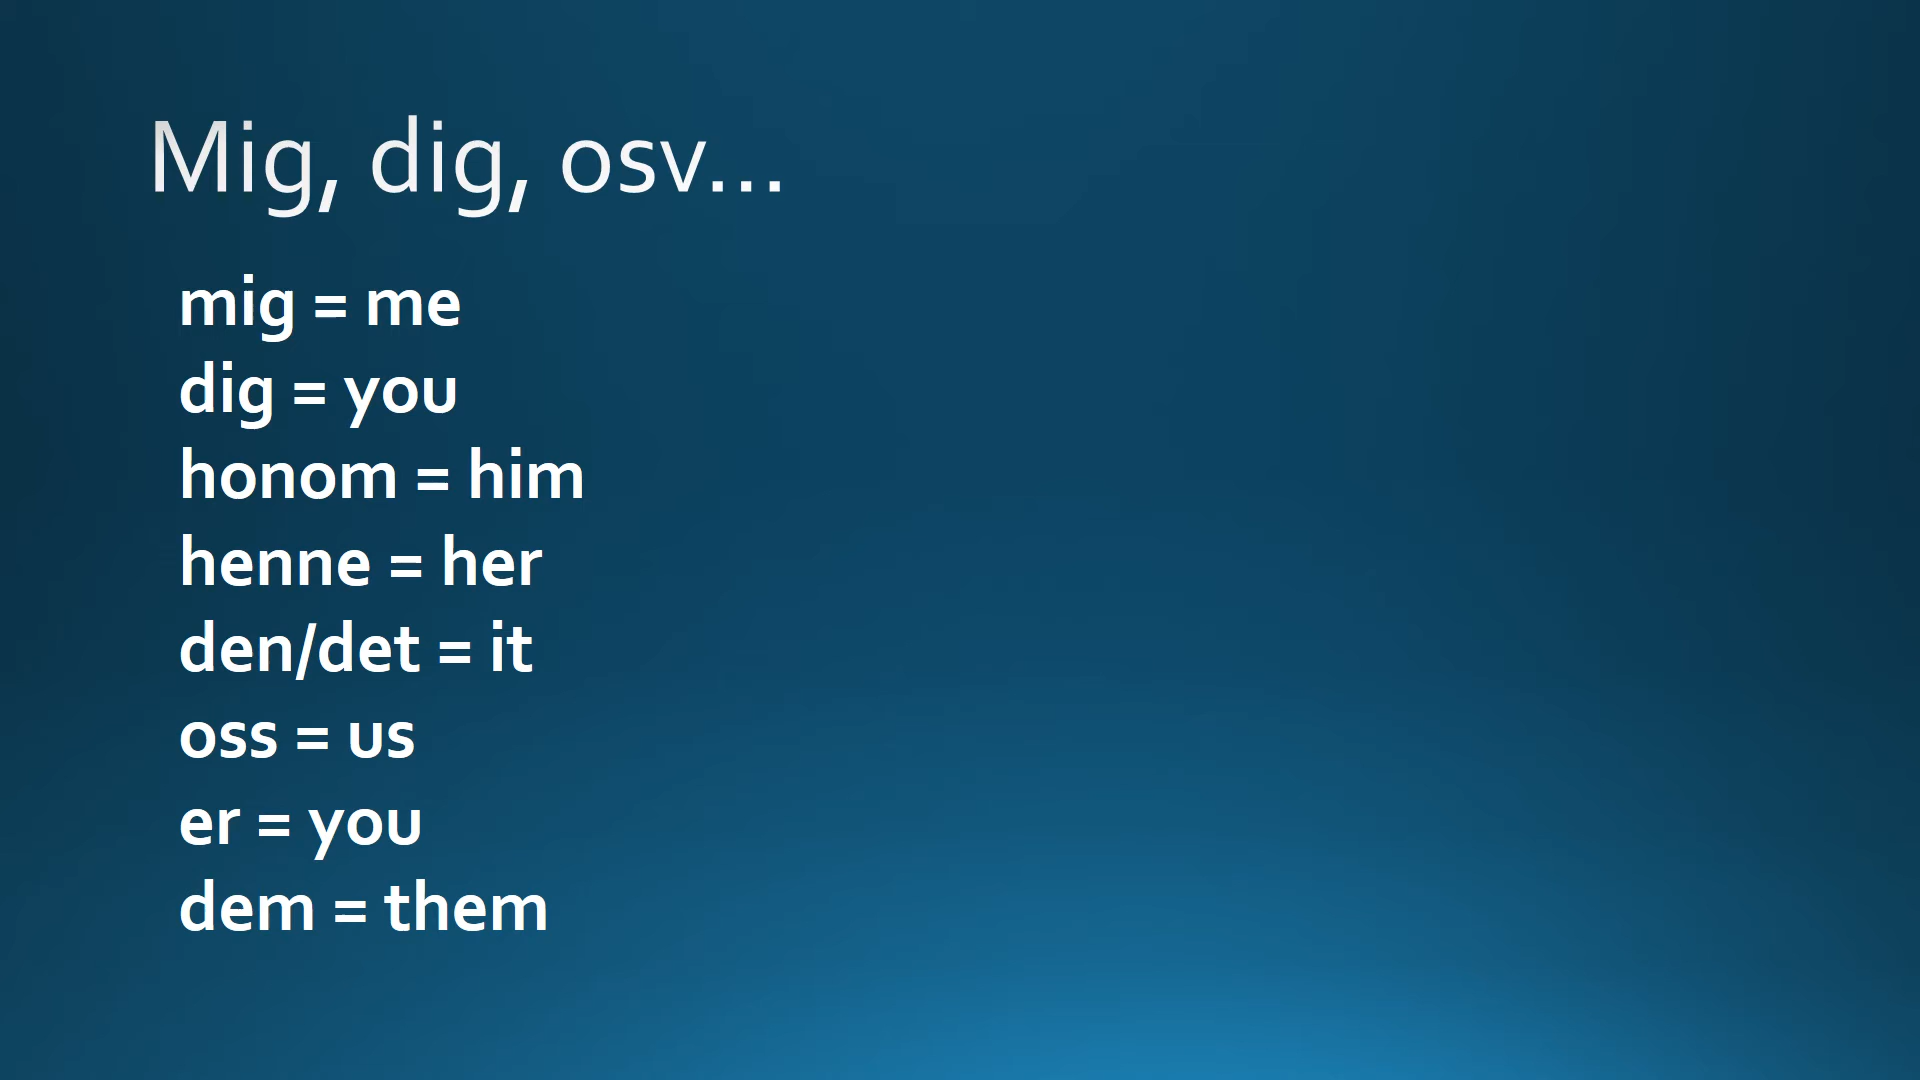 Mig, dig, osv...
mig = me
dig = you
honom = him
henne = her
den/det = it
oss = us
er = you
dem = them